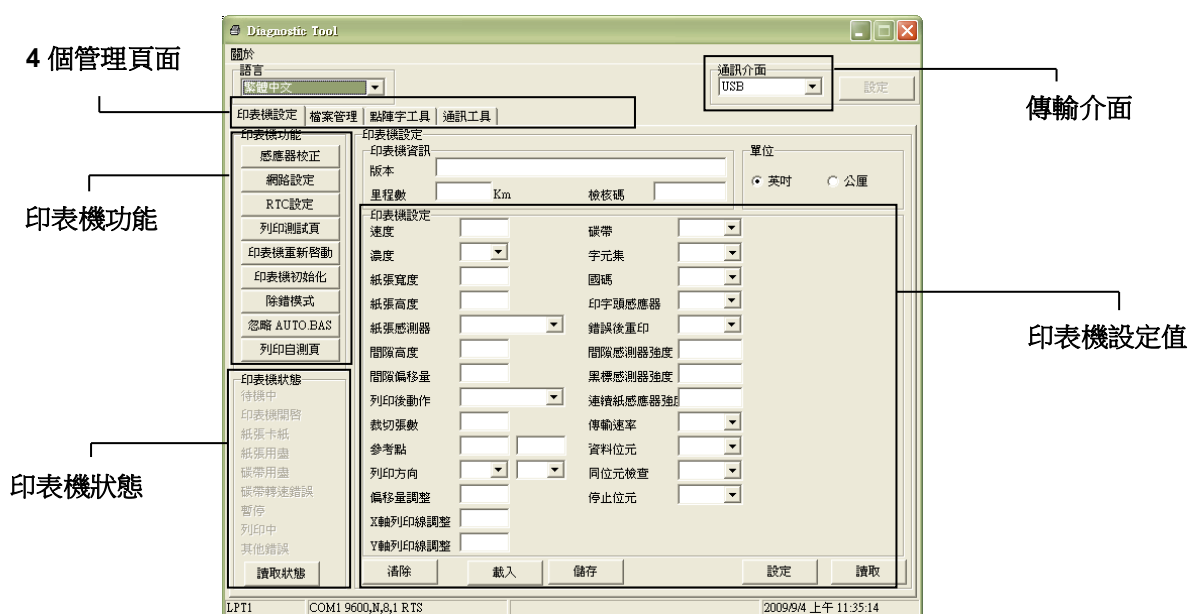 Diagnostic Tool
關於
語言
繁體中文
通訊介面
USB
設定
印表機設定 檔案管理 點陣字工具 通訊工具
印表機功能
感應器校正
網路設定
RTC設定
列印測試頁
印表機重新啓動
印表機初始化
除錯模式
忽略 AUTO.BAS
列印自測頁
印表機狀態
待機中
印表機開啓
紙張卡紙
紙張用盡
碳帶用盡
碳帶轉速錯誤
暫停
列印中
其他錯誤
讀取狀態
印表機設定
印表機資訊
版本
里程數 Km 檢核碼
單位
英吋 公厘
印表機設定
速度 碳帶
濃度 字元集
紙張寬度 國碼
紙張高度 印字頭感應器
紙張感測器 錯誤後重印
間隙高度 間隙感測器強度
間隙偏移量 黑標感測器強度
列印後動作 連續紙感應器強度
裁切張數 傳輸速率
參考點 資料位元
列印方向 同位元檢查
偏移量調整 停止位元
X軸列印線調整
Y軸列印線調整
清除 載入 儲存 設定 讀取
LPT1 COM1 9600,N,8,1 RTS 2009/9/4 上午 11:35:14
4 個管理頁面
印表機功能
印表機狀態
傳輸介面
印表機設定值